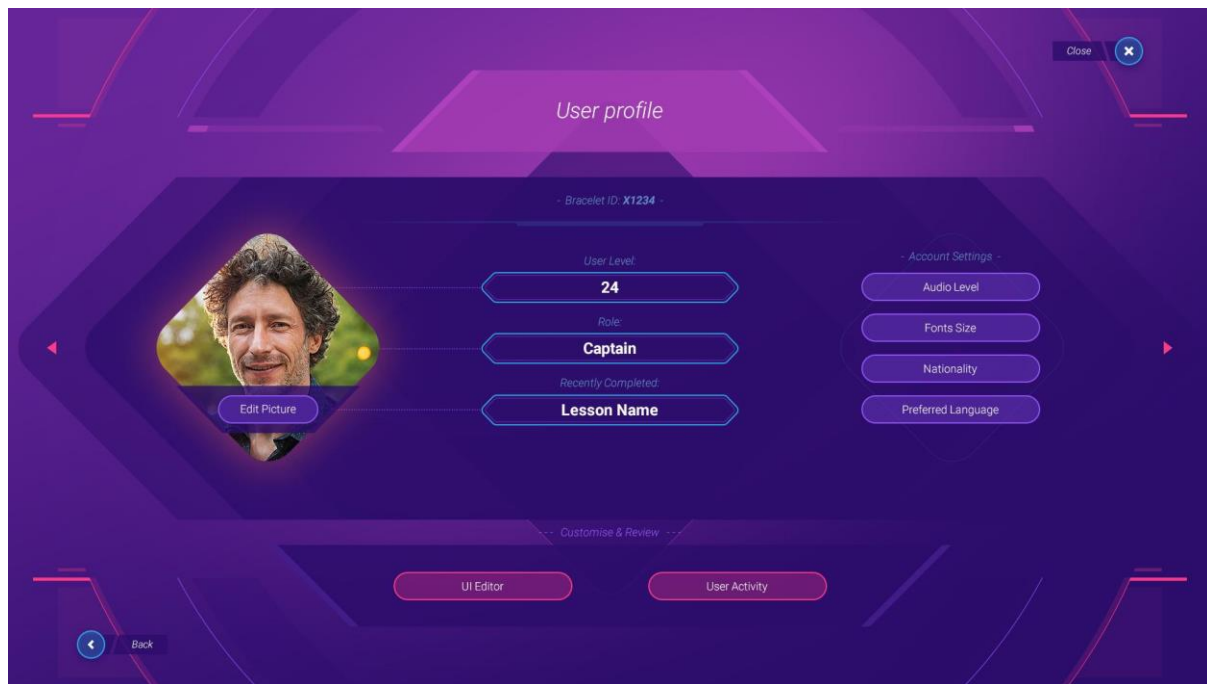 Close
User profile
- Bracelet ID: X1234 -
User Level:
24
Role:
Captain
Recently Completed:
Lesson Name
Edit Picture
- Account Settings -
Audio Level
Fonts Size
Nationality
Preferred Language
--- Customise & Review ---
UI Editor
User Activity
Back